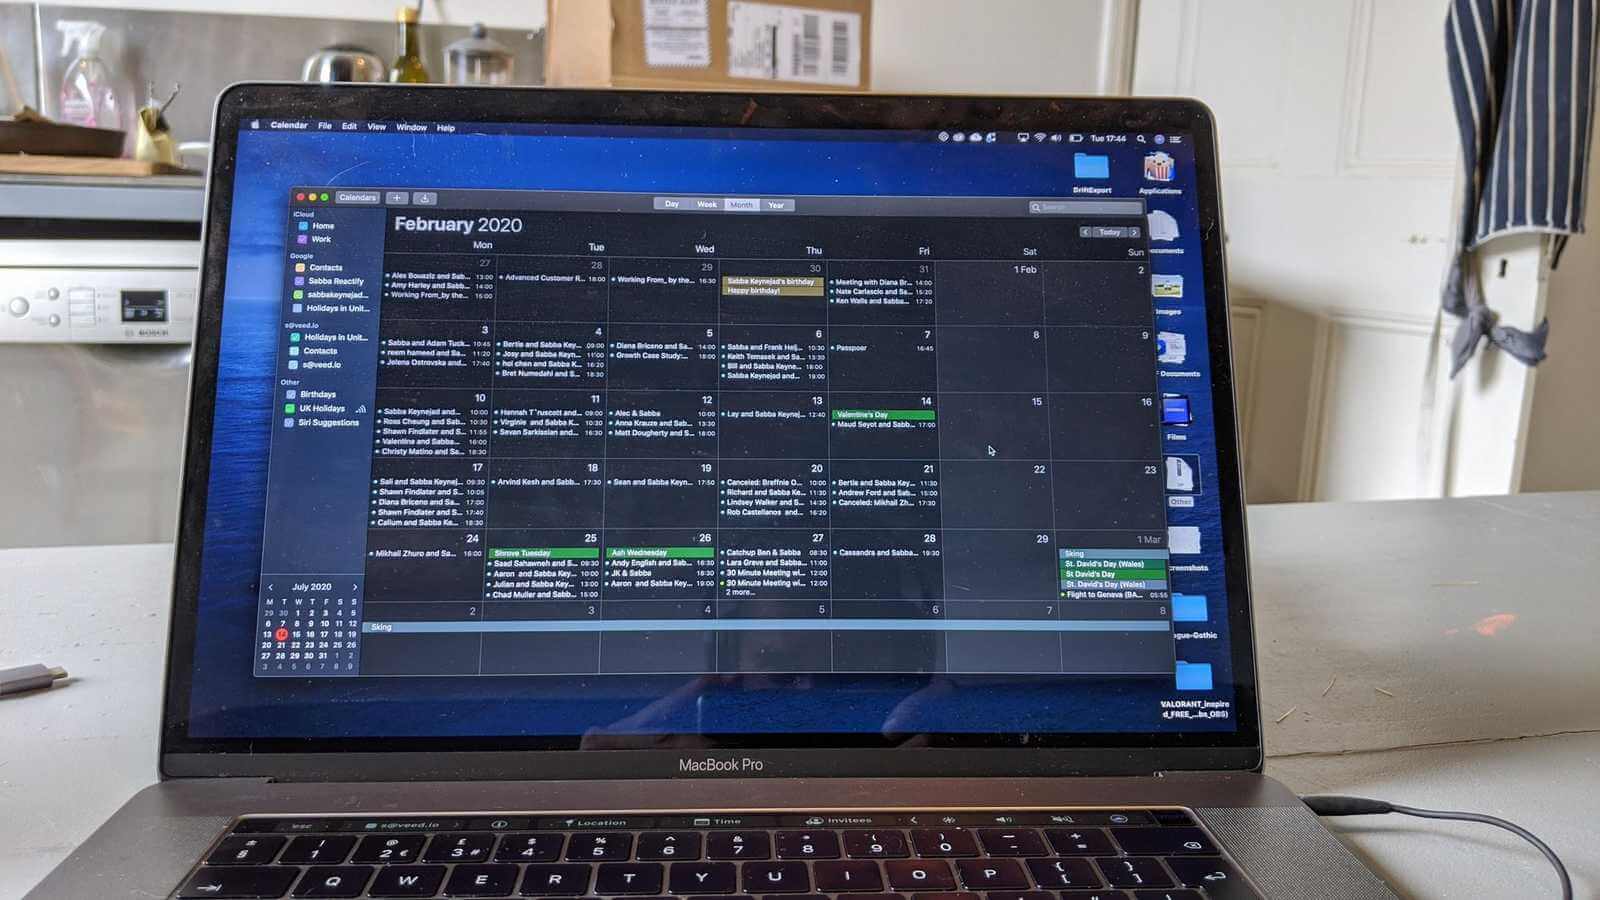 Calendar File Edit View Window Help
Tue 17:44
DriftExport
Applications
Calendars
+
Day Week Month Year
Search
February 2020
Today
Mon Tue Wed Thu Fri Sat Sun
iCloud
Home
Work
Google
Contacts
Sabba Reactify
sabbakeynejad...
Holidays in Unit...
s@veed.io
Holidays in Unit...
Contacts
s@veed.io
Other
Birthdays
UK Holidays
Siri Suggestions
27 28 29 30 31 1 Feb 2
Alex Bouaziz and Sab... 13:00
Amy Harley and Sabb... 14:00
Working From_by the... 15:00
Advanced Customer R... 18:00
Working From_by the... 16:30
Sabba Keynejad's birthday
Happy birthday!
Meeting with Diana Br... 14:00
Nate Carlascio and Sa... 15:20
Ken Walls and Sabba... 17:20
3 4 5 6 7 8 9
Sabba and Adam Tuck... 10:45
reem hameed and Sa... 11:20
Jelena Ostrovska and... 17:40
Bertie and Sabba Key... 09:00
Josy and Sabba Keyn... 11:00
hoi chen and Sabba K... 16:20
Bret Numedahl and S... 18:30
Diana Briceno and Sa... 14:00
Growth Case Study:... 18:00
Sabba and Frank Heij... 10:30
Keith Temasek and Sa... 13:30
Bill and Sabba Keyne... 18:00
Sabba Keynejad and... 19:00
Passpoer 16:45
10 11 12 13 14 15 16
Sabba Keynejad and... 10:00
Ross Cheung and Sab... 10:30
Shawn Findlater and S... 11:55
Valentina and Sabba... 16:00
Christy Matino and Sa... 18:30
Hannah T'ruscott and... 09:00
Virginie and Sabba K... 10:30
Sevan Sarkissian and... 16:30
Alec & Sabba 10:00
Anna Krauze and Sab... 13:30
Matt Dougherty and S... 18:00
Lay and Sabba Keynej... 12:40
Valentine's Day
Maud Seyot and Sabb... 17:00
17 18 19 20 21 22 23
Sali and Sabba Keynej... 09:30
Shawn Findlater and S... 10:05
Diana Briceno and Sa... 17:00
Shawn Findlater and S... 17:40
Callum and Sabba Ke... 18:30
Arvind Kesh and Sabb... 17:30
Sean and Sabba Keyn... 17:50
Canceled: Breffnie O... 10:00
Richard and Sabba Ke... 11:30
Lindsey Walker and S... 14:30
Rob Castellanos and... 16:20
Bertie and Sabba Key... 11:30
Andrew Ford and Sab... 15:00
Canceled: Mikhail Zh... 17:30
24 25 26 27 28 29 1 Mar
Mikhail Zhuro and Sa... 16:00
Shrove Tuesday
Saad Sahawneh and S... 09:30
Aaron and Sabba Key... 10:00
Julian and Sabba Key... 13:00
Chad Muller and Sabb... 15:00
Ash Wednesday
Andy English and Sab... 16:30
JK & Sabba 18:30
Aaron and Sabba Key... 19:00
Catchup Ben & Sabba 08:30
Lara Greve and Sabba... 11:00
30 Minute Meeting wi... 12:00
30 Minute Meeting wi... 12:00
2 more...
Cassandra and Sabba... 19:30
Sking
St. David's Day (Wales)
St David's Day
St. David's Day (Wales)
Flight to Geneva (BA... 05:55
2 3 4 5 6 7 8
Sking
July 2020
M T W T F S S
29 30 1 2 3 4 5
6 7 8 9 10 11 12
13 14 15 16 17 18 19
20 21 22 23 24 25 26
27 28 29 30 31 1 2
3 4 5 6 7 8 9
ocuments
mages
F Documents
Films
Other
creenshots
gue-Gothic
VALORANT_inspire
d_FREE_...bs_OBS)
BOSCH
MacBook Pro
esc s@veed.io Location Time Invitees
§ 1 2 € 3 # 4 5 6 7 8 9 0
Q W E R T Y U I O P